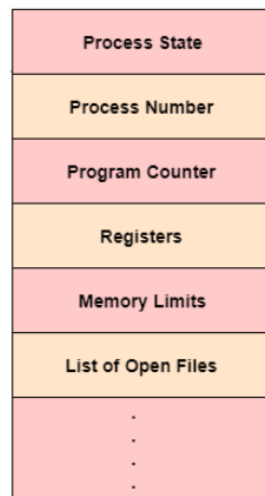 Process State
Process Number
Program Counter
Registers
Memory Limits
List of Open Files
.
.
.
.